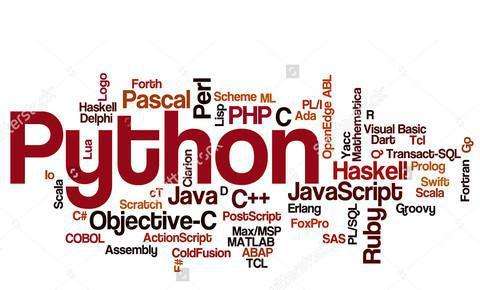 Logo
Forth
Pascal
Perl
Scheme
ML
PL/I
OpenEdge ABL
Mathematica
R
Haskell
Delphi
Lisp
PHP
C
Ada
Yacc
Visual Basic
Dart
Tcl
Python
Lua
Clarion
Transact-SQL
Go
Haskell
Prolog
Io
Scala
cT
Java
D
C++
JavaScript
Swift
Scala
Fortran
Scratch
C#
Objective-C
PostScript
Erlang
PL/SQL
Groovy
FoxPro
Ruby
COBOL
ActionScript
Max/MSP
MATLAB
SAS
Assembly
ColdFusion
ABAP
F#
TCL